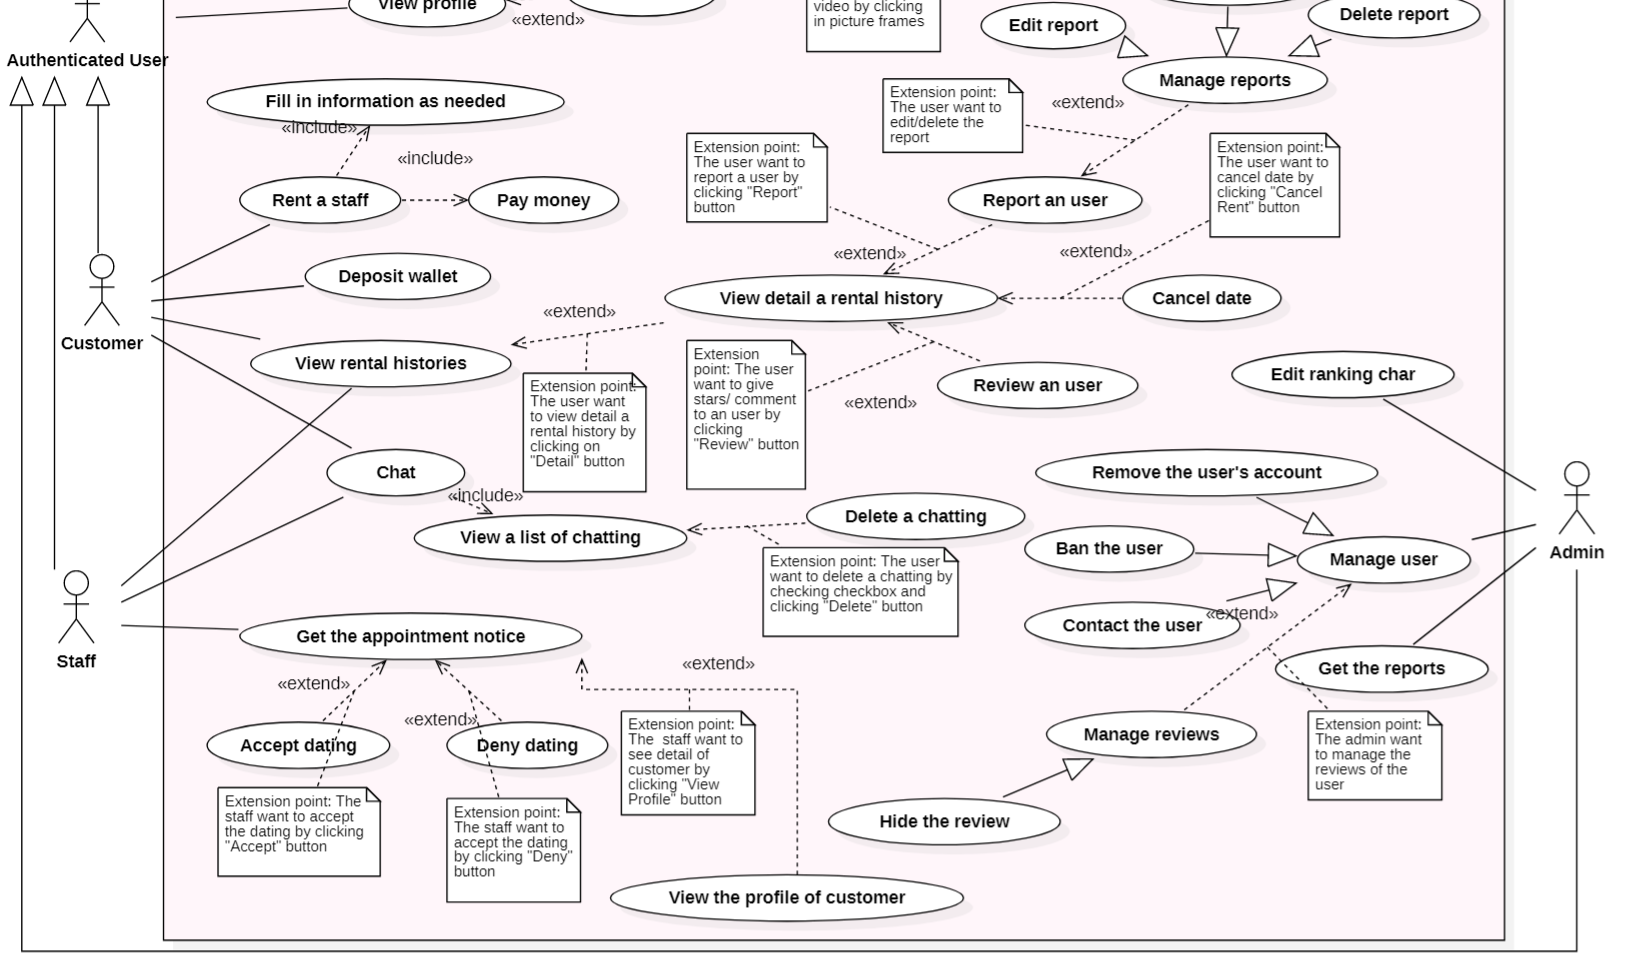 View profile
«extend»
video by clicking
in picture frames
Edit report
Delete report
Authenticated User
Manage reports
Fill in information as needed
«include»
«include»
Extension point:
The user want to
edit/delete the
report
«extend»
Extension point:
The user want to
report a user by
clicking "Report"
button
Extension point:
The user want to
cancel date by
clicking "Cancel
Rent" button
Rent a staff
Pay money
Report an user
«extend»
«extend»
Deposit wallet
View detail a rental history
Cancel date
«extend»
Customer
View rental histories
Extension point:
The user want
to view detail a
rental history by
clicking on
"Detail" button
Extension
point: The user
want to give
stars/ comment
to an user by
clicking
"Review" button
Review an user
«extend»
Edit ranking char
Chat
«include»
View a list of chatting
Delete a chatting
Extension point: The user
want to delete a chatting by
checking checkbox and
clicking "Delete" button
Remove the user's account
Ban the user
Manage user
Admin
Contact the user
«extend»
Get the reports
Staff
Get the appointment notice
«extend»
«extend»
«extend»
Accept dating
Deny dating
Extension point:
The  staff want to
see detail of
customer by
clicking "View
Profile" button
Manage reviews
Extension point:
The admin want
to manage the
reviews of the
user
Extension point: The
staff want to accept
the dating by clicking
"Accept" button
Extension point:
The staff want to
accept the dating
by clicking "Deny"
button
Hide the review
View the profile of customer